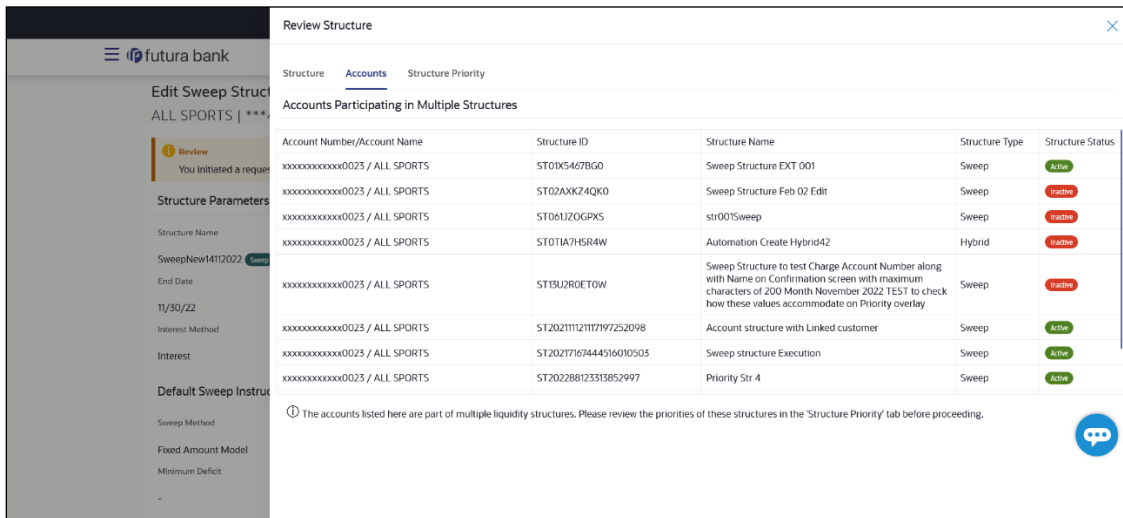 Review Structure
futura bank
Structure Accounts Structure Priority
Edit Sweep Struct
ALL SPORTS | ***
Accounts Participating in Multiple Structures
Review
You initiated a reques
Structure Parameters
Structure Name
SweepNew14112022 Sweep
End Date
11/30/22
Interest Method
Interest
Default Sweep Instruc
Sweep Method
Fixed Amount Model
Minimum Deficit
-
Account Number/Account Name Structure ID Structure Name Structure Type Structure Status
xxxxxxxxxxxx0023 / ALL SPORTS ST01X5467BG0 Sweep Structure EXT 001 Sweep Active
xxxxxxxxxxxx0023 / ALL SPORTS ST02AXKZ4QK0 Sweep Structure Feb 02 Edit Sweep Inactive
xxxxxxxxxxxx0023 / ALL SPORTS ST061JZOGPXS str001Sweep Sweep Inactive
xxxxxxxxxxxx0023 / ALL SPORTS ST0TIA7HSR4W Automation Create Hybrid42 Hybrid Inactive
xxxxxxxxxxxx0023 / ALL SPORTS ST13U2R0ET0W Sweep Structure to test Charge Account Number along
with Name on Confirmation screen with maximum
characters of 200 Month November 2022 TEST to check
how these values accommodate on Priority overlay Sweep Inactive
xxxxxxxxxxxx0023 / ALL SPORTS ST202111121117197252098 Account structure with Linked customer Sweep Active
xxxxxxxxxxxx0023 / ALL SPORTS ST20217167444516010503 Sweep structure Execution Sweep Active
xxxxxxxxxxxx0023 / ALL SPORTS ST202288123313852997 Priority Str 4 Sweep Active
The accounts listed here are part of multiple liquidity structures. Please review the priorities of these structures in the 'Structure Priority' tab before proceeding.